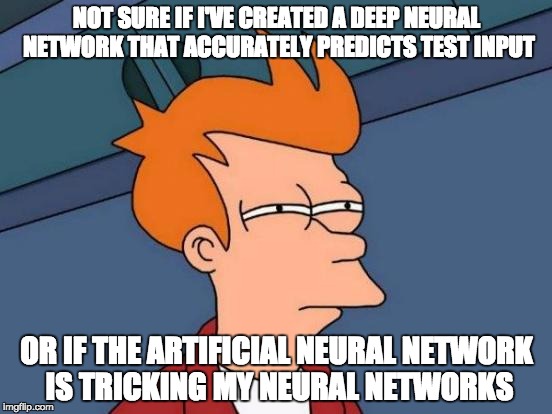 NOT SURE IF I'VE CREATED A DEEP NEURAL
NETWORK THAT ACCURATELY PREDICTS TEST INPUT
OR IF THE ARTIFICIAL NEURAL NETWORK
IS TRICKING MY NEURAL NETWORKS
imgflip.com